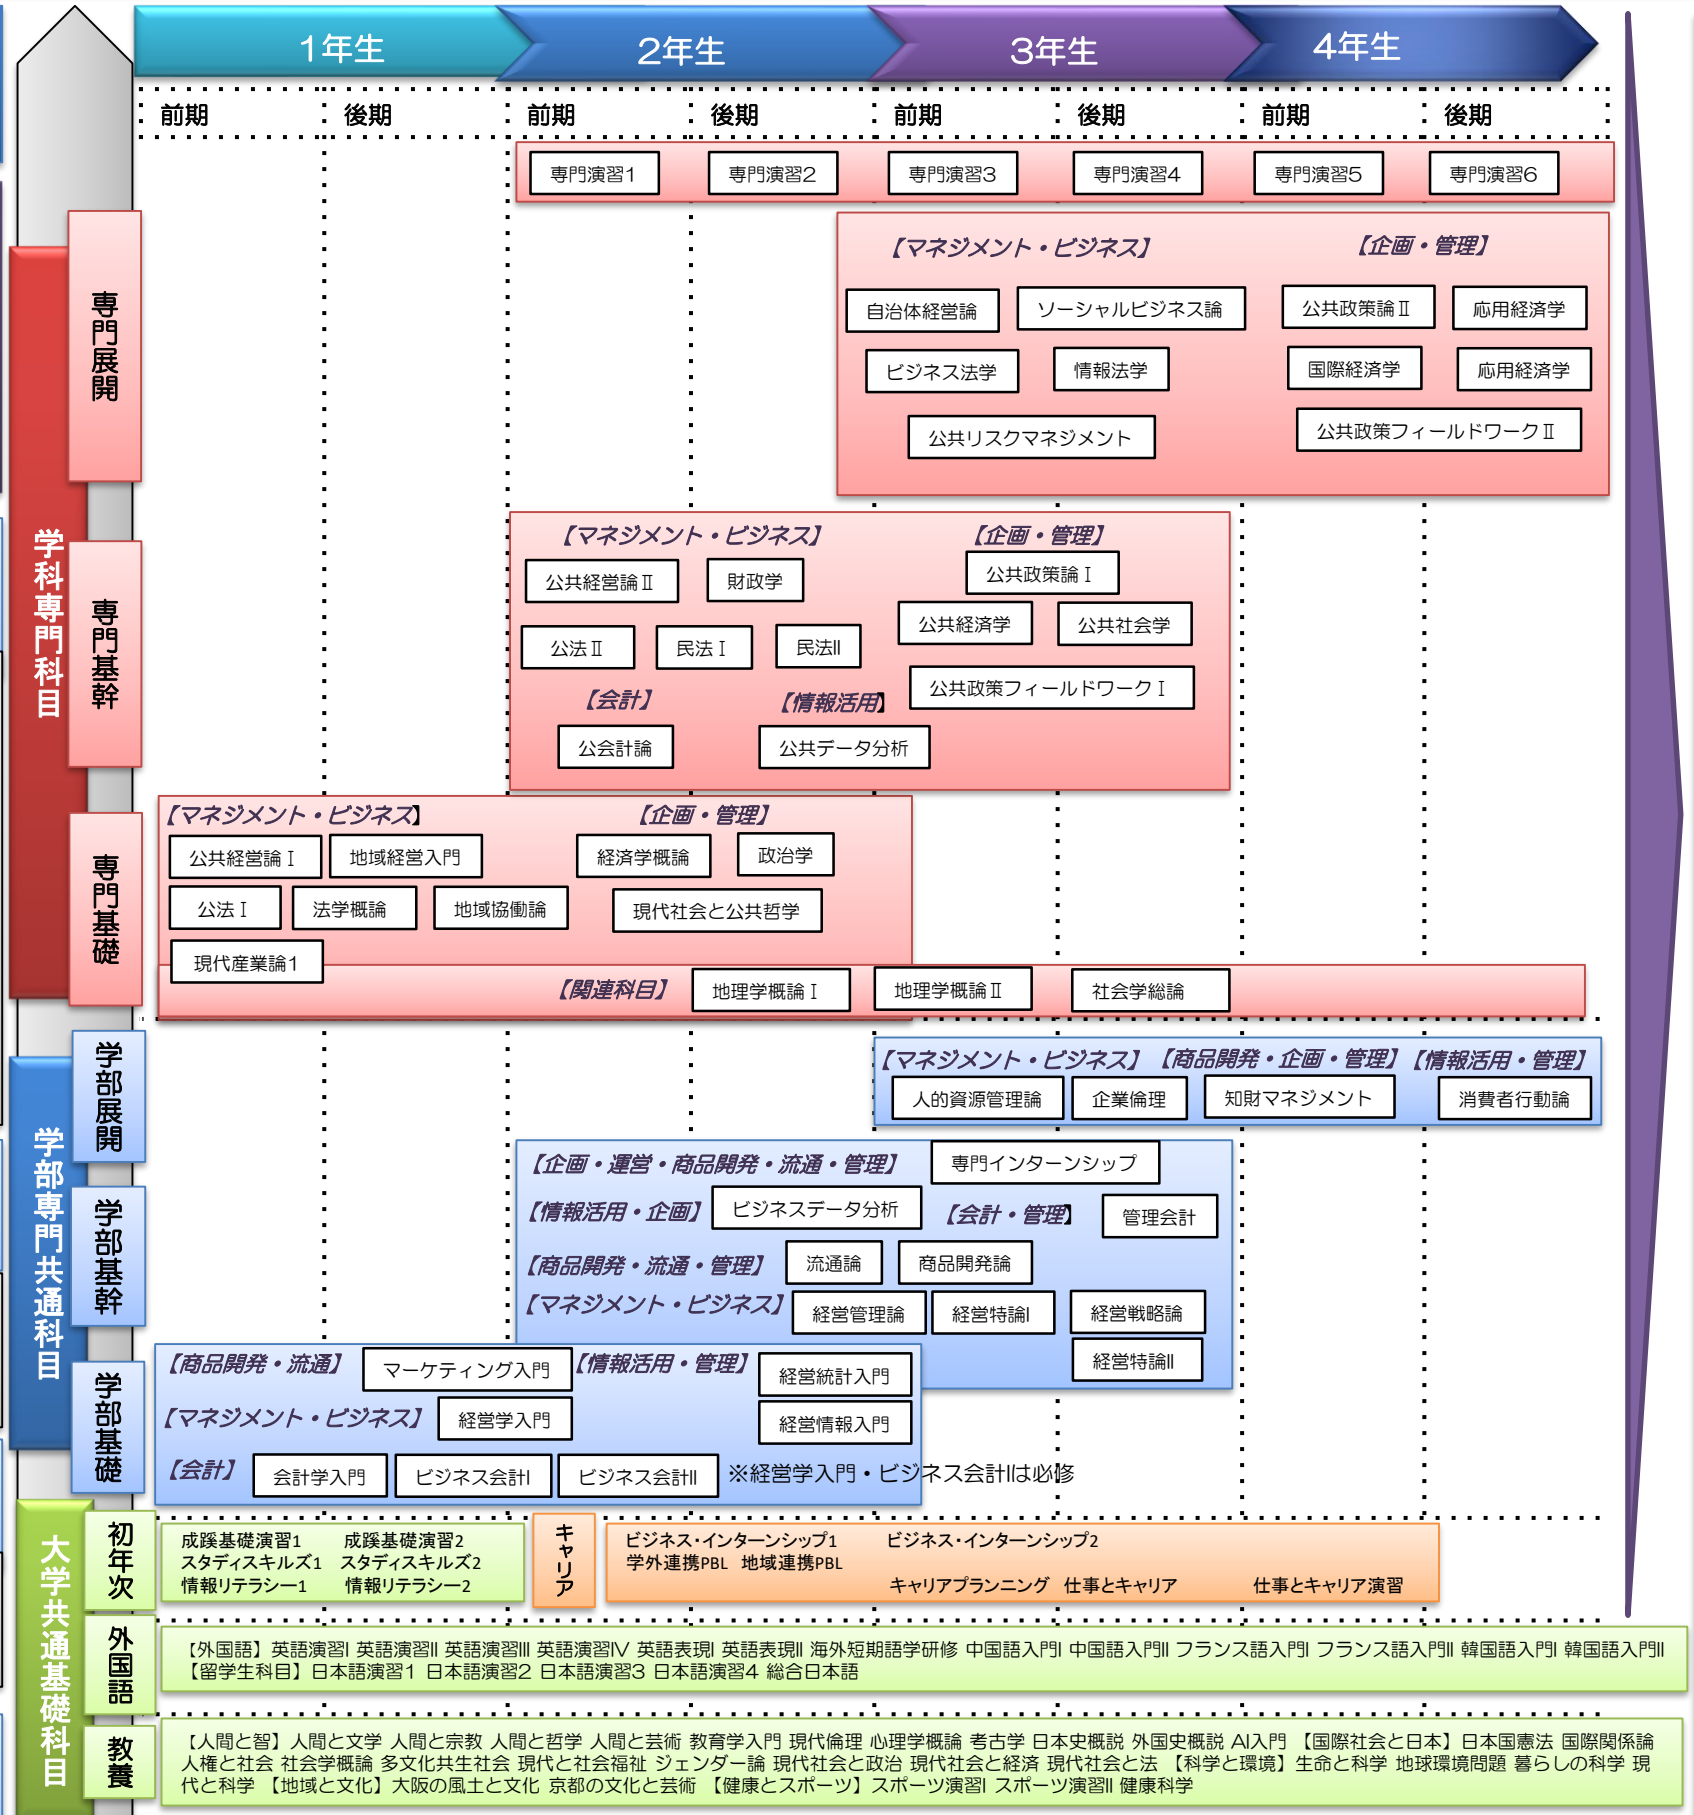 1年生 2年生 3年生 4年生
前期 後期 前期 後期 前期 後期 前期 後期
専門演習1 専門演習2 専門演習3 専門演習4 専門演習5 専門演習6
学科専門科目
専門展開
【マネジメント・ビジネス】 【企画・管理】
自治体経営論 ソーシャルビジネス論 公共政策論Ⅱ 応用経済学
ビジネス法学 情報法学 国際経済学 応用経済学
公共リスクマネジメント 公共政策フィールドワークⅡ
専門基幹
【マネジメント・ビジネス】 【企画・管理】
公共経営論Ⅱ 財政学 公共政策論Ⅰ
公共経済学 公共社会学
公法Ⅱ 民法Ⅰ 民法II
公共政策フィールドワークⅠ
【会計】 【情報活用】
公会計論 公共データ分析
専門基礎
【マネジメント・ビジネス】 【企画・管理】
公共経営論Ⅰ 地域経営入門 経済学概論 政治学
公法Ⅰ 法学概論 地域協働論 現代社会と公共哲学
現代産業論1
【関連科目】 地理学概論Ⅰ 地理学概論Ⅱ 社会学総論
学部専門共通科目
学部展開
【マネジメント・ビジネス】 【商品開発・企画・管理】 【情報活用・管理】
人的資源管理論 企業倫理 知財マネジメント 消費者行動論
学部基幹
【企画・運営・商品開発・流通・管理】 専門インターンシップ
【情報活用・企画】 ビジネスデータ分析 【会計・管理】 管理会計
【商品開発・流通・管理】 流通論 商品開発論
【マネジメント・ビジネス】 経営管理論 経営特論I 経営戦略論
経営特論II
学部基礎
【商品開発・流通】 マーケティング入門 【情報活用・管理】 経営統計入門
【マネジメント・ビジネス】 経営学入門 経営情報入門
【会計】 会計学入門 ビジネス会計I ビジネス会計II ※経営学入門・ビジネス会計Iは必修
大学共通基礎科目
初年次
成蹊基礎演習1 成蹊基礎演習2
スタディスキルズ1 スタディスキルズ2
情報リテラシー1 情報リテラシー2
キャリア
ビジネス・インターンシップ1 ビジネス・インターンシップ2
学外連携PBL 地域連携PBL
キャリアプランニング 仕事とキャリア 仕事とキャリア演習
外国語
【外国語】英語演習I 英語演習II 英語演習III 英語演習IV 英語表現I 英語表現II 海外短期語学研修 中国語入門I 中国語入門II フランス語入門I フランス語入門II 韓国語入門I 韓国語入門II
【留学生科目】日本語演習1 日本語演習2 日本語演習3 日本語演習4 総合日本語
教養
【人間と智】人間と文学 人間と宗教 人間と哲学 人間と芸術 教育学入門 現代倫理 心理学概論 考古学 日本史概説 外国史概説 AI入門 【国際社会と日本】日本国憲法 国際関係論
人権と社会 社会学概論 多文化共生社会 現代と社会福祉 ジェンダー論 現代社会と政治 現代社会と経済 現代社会と法 【科学と環境】生命と科学 地球環境問題 暮らしの科学 現
代と科学 【地域と文化】大阪の風土と文化 京都の文化と芸術 【健康とスポーツ】スポーツ演習I スポーツ演習II 健康科学